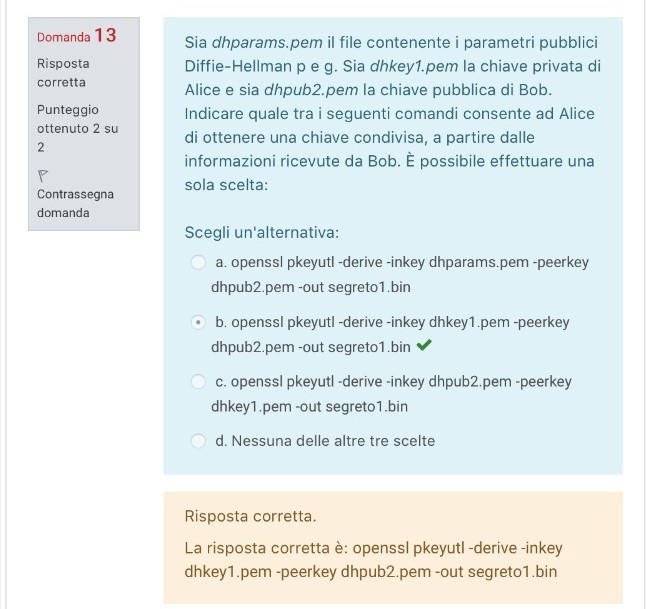 Domanda 13
Risposta
corretta
Punteggio
ottenuto 2 su
2
Contrassegna
domanda
Sia dhparams.pem il file contenente i parametri pubblici
Diffie-Hellman p e g. Sia dhkey1.pem la chiave privata di
Alice e sia dhpub2.pem la chiave pubblica di Bob.
Indicare quale tra i seguenti comandi consente ad Alice
di ottenere una chiave condivisa, a partire dalle
informazioni ricevute da Bob. È possibile effettuare una
sola scelta:
Scegli un'alternativa:
a. openssl pkeyutl -derive -inkey dhparams.pem -peerkey
dhpub2.pem -out segreto1.bin
b. openssl pkeyutl -derive -inkey dhkey1.pem -peerkey
dhpub2.pem -out segreto1.bin
c. openssl pkeyutl -derive -inkey dhpub2.pem -peerkey
dhkey1.pem -out segreto1.bin
d. Nessuna delle altre tre scelte
Risposta corretta.
La risposta corretta è: openssl pkeyutl -derive -inkey
dhkey1.pem -peerkey dhpub2.pem -out segreto1.bin